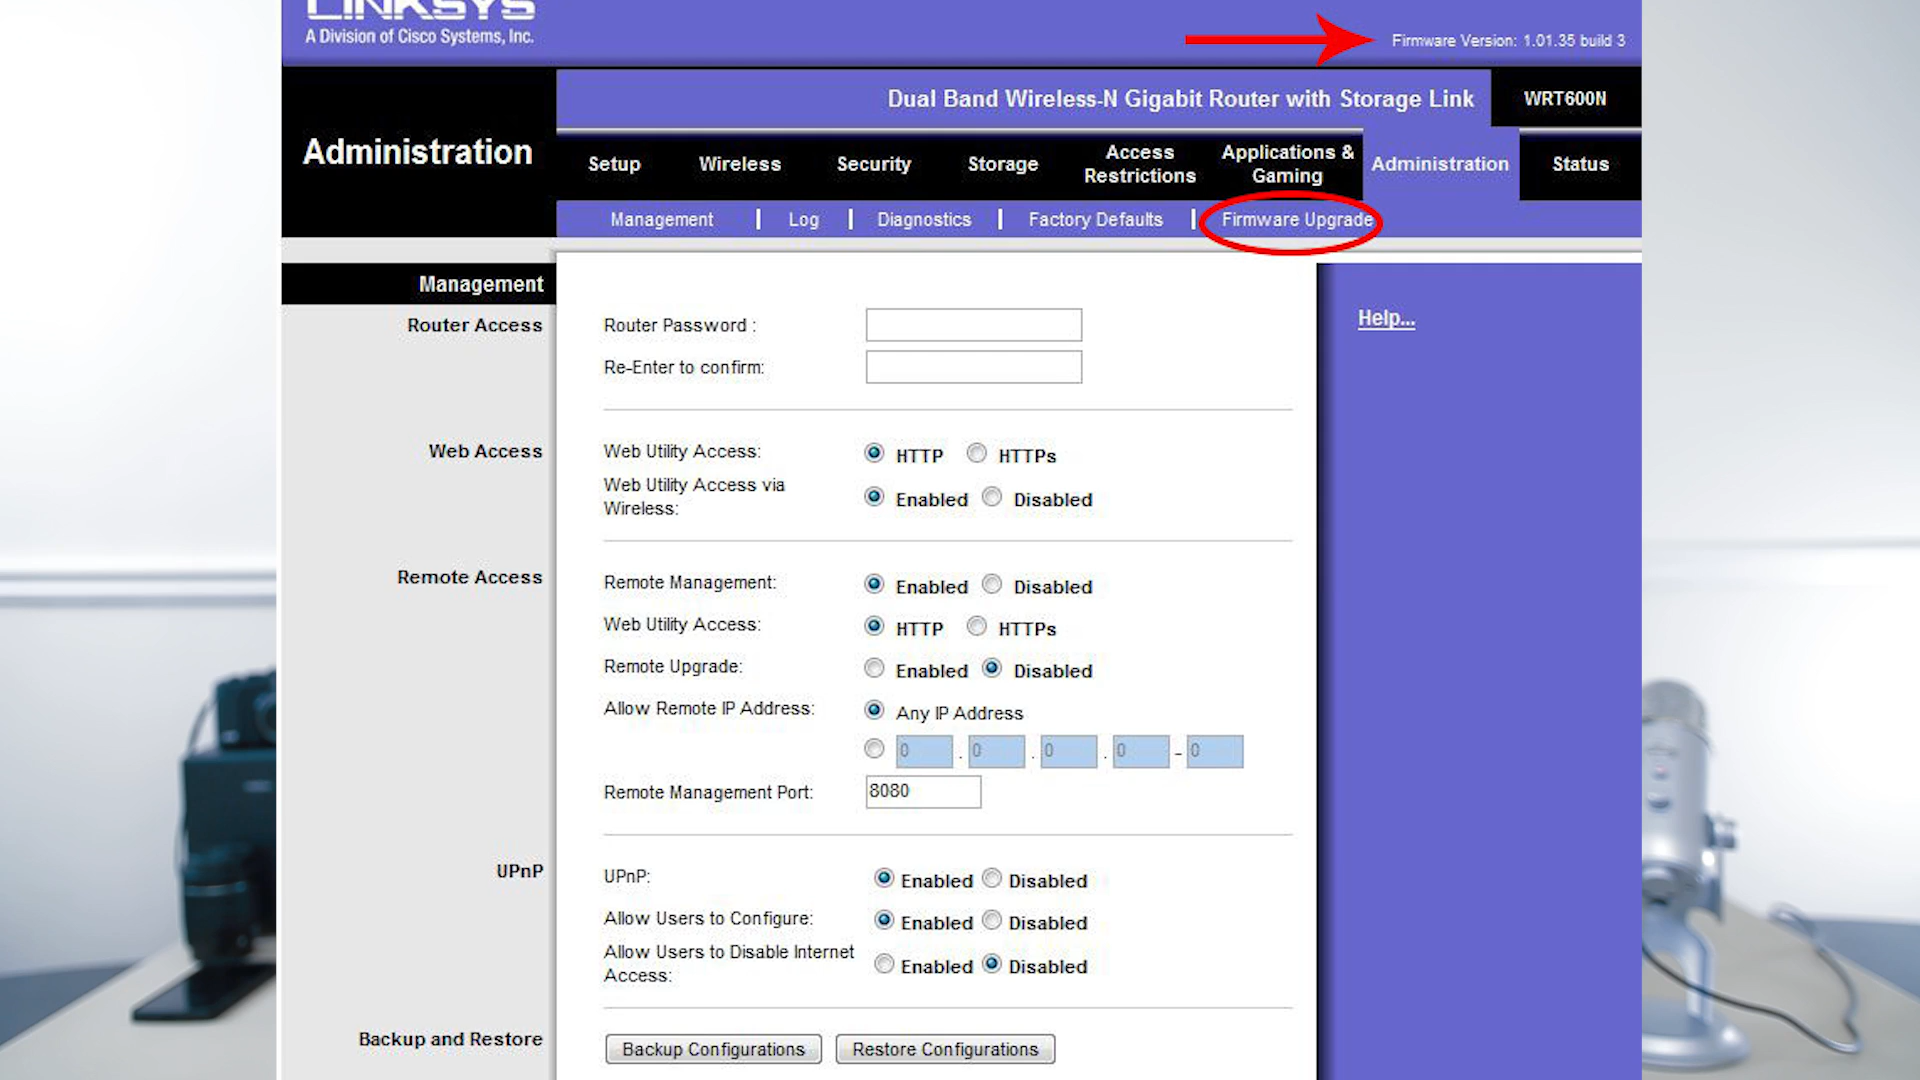 LINKSYS
A Division of Cisco Systems, Inc.
Firmware Version: 1.01.35 build 3
Dual Band Wireless-N Gigabit Router with Storage Link
WRT600N
Administration
Setup
Wireless
Security
Storage
Access
Restrictions
Applications &
Gaming
Administration
Status
Management
Log
Diagnostics
Factory Defaults
Firmware Upgrade
Management
Router Access
Router Password :
Re-Enter to confirm:
Help...
Web Access
Web Utility Access:
HTTP
HTTPs
Web Utility Access via
Wireless:
Enabled
Disabled
Remote Access
Remote Management:
Enabled
Disabled
Web Utility Access:
HTTP
HTTPs
Remote Upgrade:
Enabled
Disabled
Allow Remote IP Address:
Any IP Address
0 . 0 . 0 . 0 - 0
Remote Management Port:
8080
UPnP
UPnP:
Enabled
Disabled
Allow Users to Configure:
Enabled
Disabled
Allow Users to Disable Internet
Access:
Enabled
Disabled
Backup and Restore
Backup Configurations
Restore Configurations